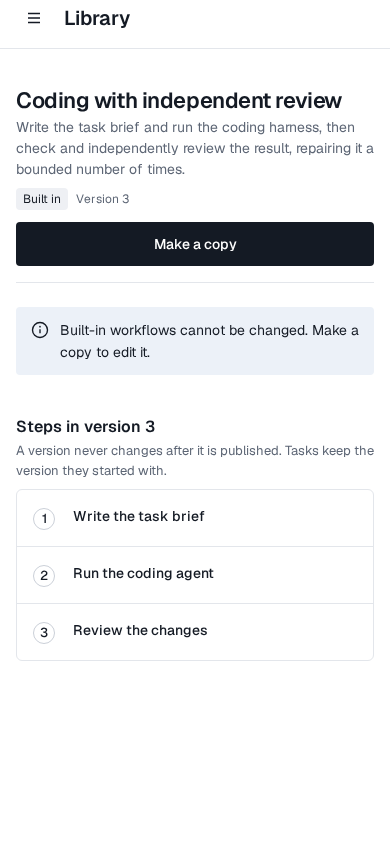 Library
Coding with independent review
Write the task brief and run the coding harness, then
check and independently review the result, repairing it a
bounded number of times.
Built in Version 3
Make a copy
Built-in workflows cannot be changed. Make a
copy to edit it.
Steps in version 3
A version never changes after it is published. Tasks keep the
version they started with.
1 Write the task brief
2 Run the coding agent
3 Review the changes